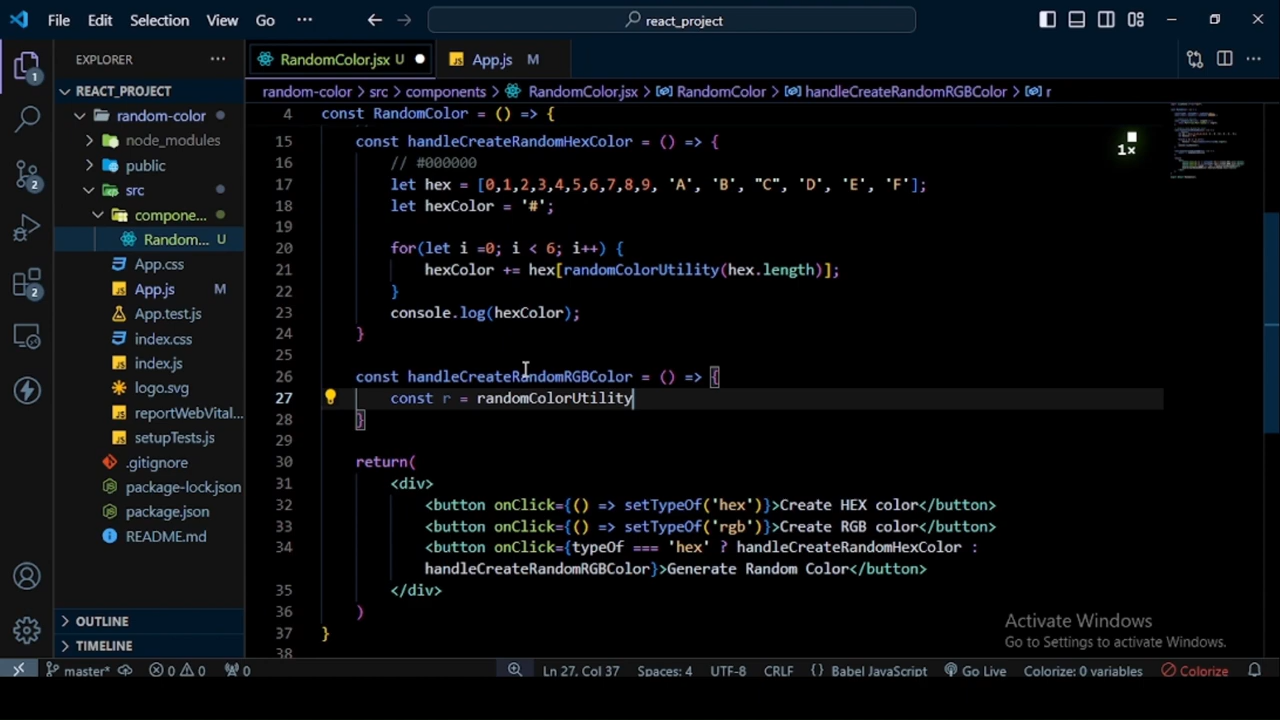 File Edit Selection View Go ··· react_project
EXPLORER ···
RandomColor.jsx U
App.js M
REACT_PROJECT
random-color
node_modules
public
src
compone...
Random... U
App.css
App.js M
App.test.js
index.css
index.js
logo.svg
reportWebVital...
setupTests.js
.gitignore
package-lock.json
package.json
README.md
OUTLINE
TIMELINE
1
2
2
random-color > src > components > RandomColor.jsx > RandomColor > handleCreateRandomRGBColor > r
4 const RandomColor = () => {
15 const handleCreateRandomHexColor = () => {
16 // #000000
17 let hex = [0,1,2,3,4,5,6,7,8,9, 'A', 'B', "C", 'D', 'E', 'F'];
18 let hexColor = '#';
19
20 for(let i =0; i < 6; i++) {
21 hexColor += hex[randomColorUtility(hex.length)];
22 }
23 console.log(hexColor);
24 }
25
26 const handleCreateRandomRGBColor = () => {
27 const r = randomColorUtility
28 }
29
30 return(
31 <div>
32 <button onClick={() => setTypeOf('hex')}>Create HEX color</button>
33 <button onClick={() => setTypeOf('rgb')}>Create RGB color</button>
34 <button onClick={typeOf === 'hex' ? handleCreateRandomHexColor :
handleCreateRandomRGBColor}>Generate Random Color</button>
35 </div>
36 )
37 }
38
1×
Activate Windows
Go to Settings to activate Windows.
master* 0 0 0 Ln 27, Col 37 Spaces: 4 UTF-8 CRLF {} Babel JavaScript Go Live Colorize: 0 variables Colorize